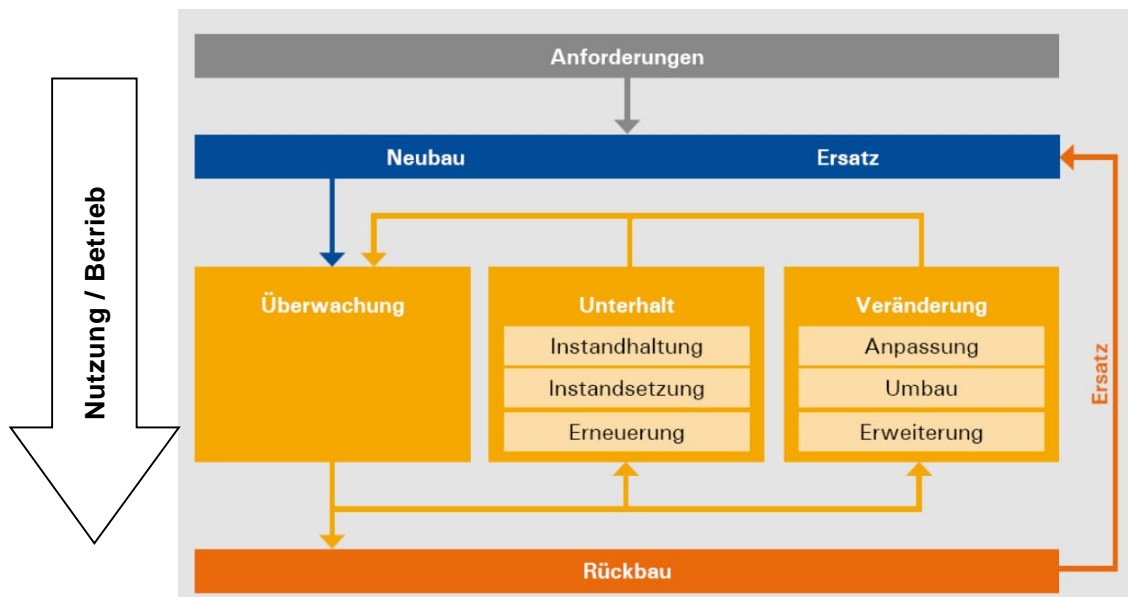 Anforderungen
Neubau
Ersatz
Nutzung / Betrieb
Überwachung
Unterhalt
Instandhaltung
Instandsetzung
Erneuerung
Veränderung
Anpassung
Umbau
Erweiterung
Ersatz
Rückbau